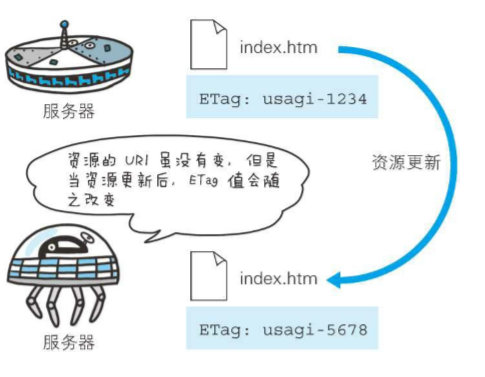 index.htm
ETag: usagi-1234
服务器
资源更新
资源的 URI 虽没有变，但是
当资源更新后，ETag 值会随
之改变
index.htm
ETag: usagi-5678
服务器